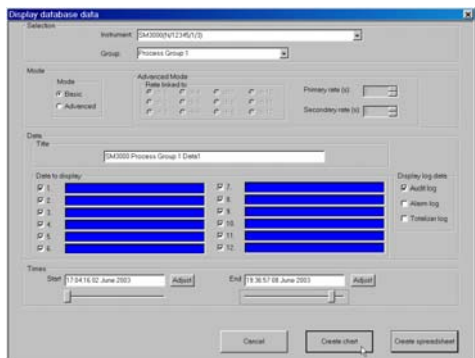 Display database data
Selection
Instrument: SM3000(N/12345/1/3)
Group: Process Group 1
Mode
Mode
Basic
Advanced
Advanced Mode
Rate linked to
Primary rate (s):
Secondary rate (s):
Data
Title
SM3000:Process Group 1 Data1
Data to display
1. 7.
2. 8.
3. 9.
4. 10.
5. 11.
6. 12.
Display log data
Audit log
Alarm log
Totalizer log
Times
Start 17:04:16 02 June 2003 Adjust
End 19:36:57 08 June 2003 Adjust
Cancel Create chart Create spreadsheet